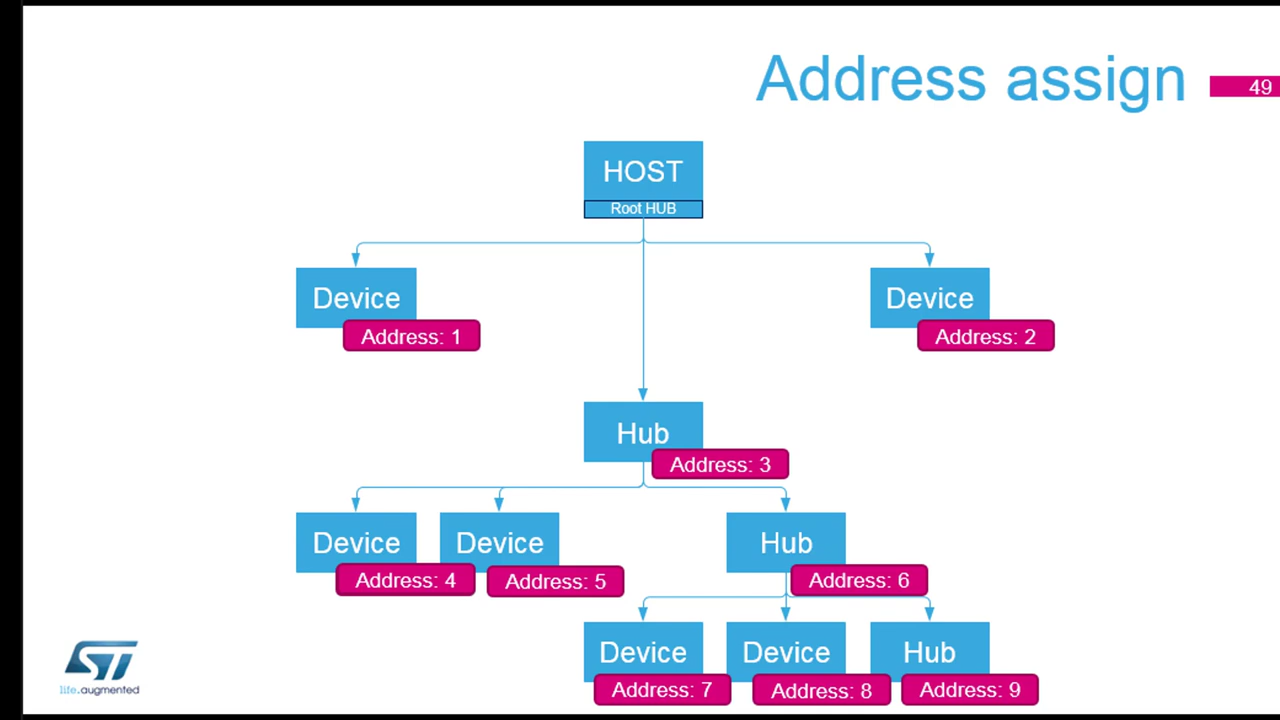 Address assign
49
HOST
Root HUB
Device
Address: 1
Device
Address: 2
Hub
Address: 3
Device
Address: 4
Device
Address: 5
Hub
Address: 6
Device
Address: 7
Device
Address: 8
Hub
Address: 9
ST
life.augmented